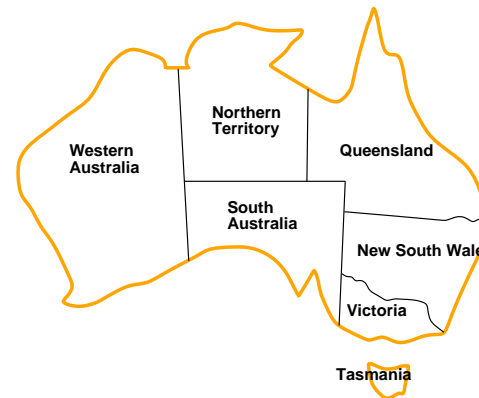 Northern
Territory
Western
Australia
Queensland
South
Australia
New South Wale
Victoria
Tasmania